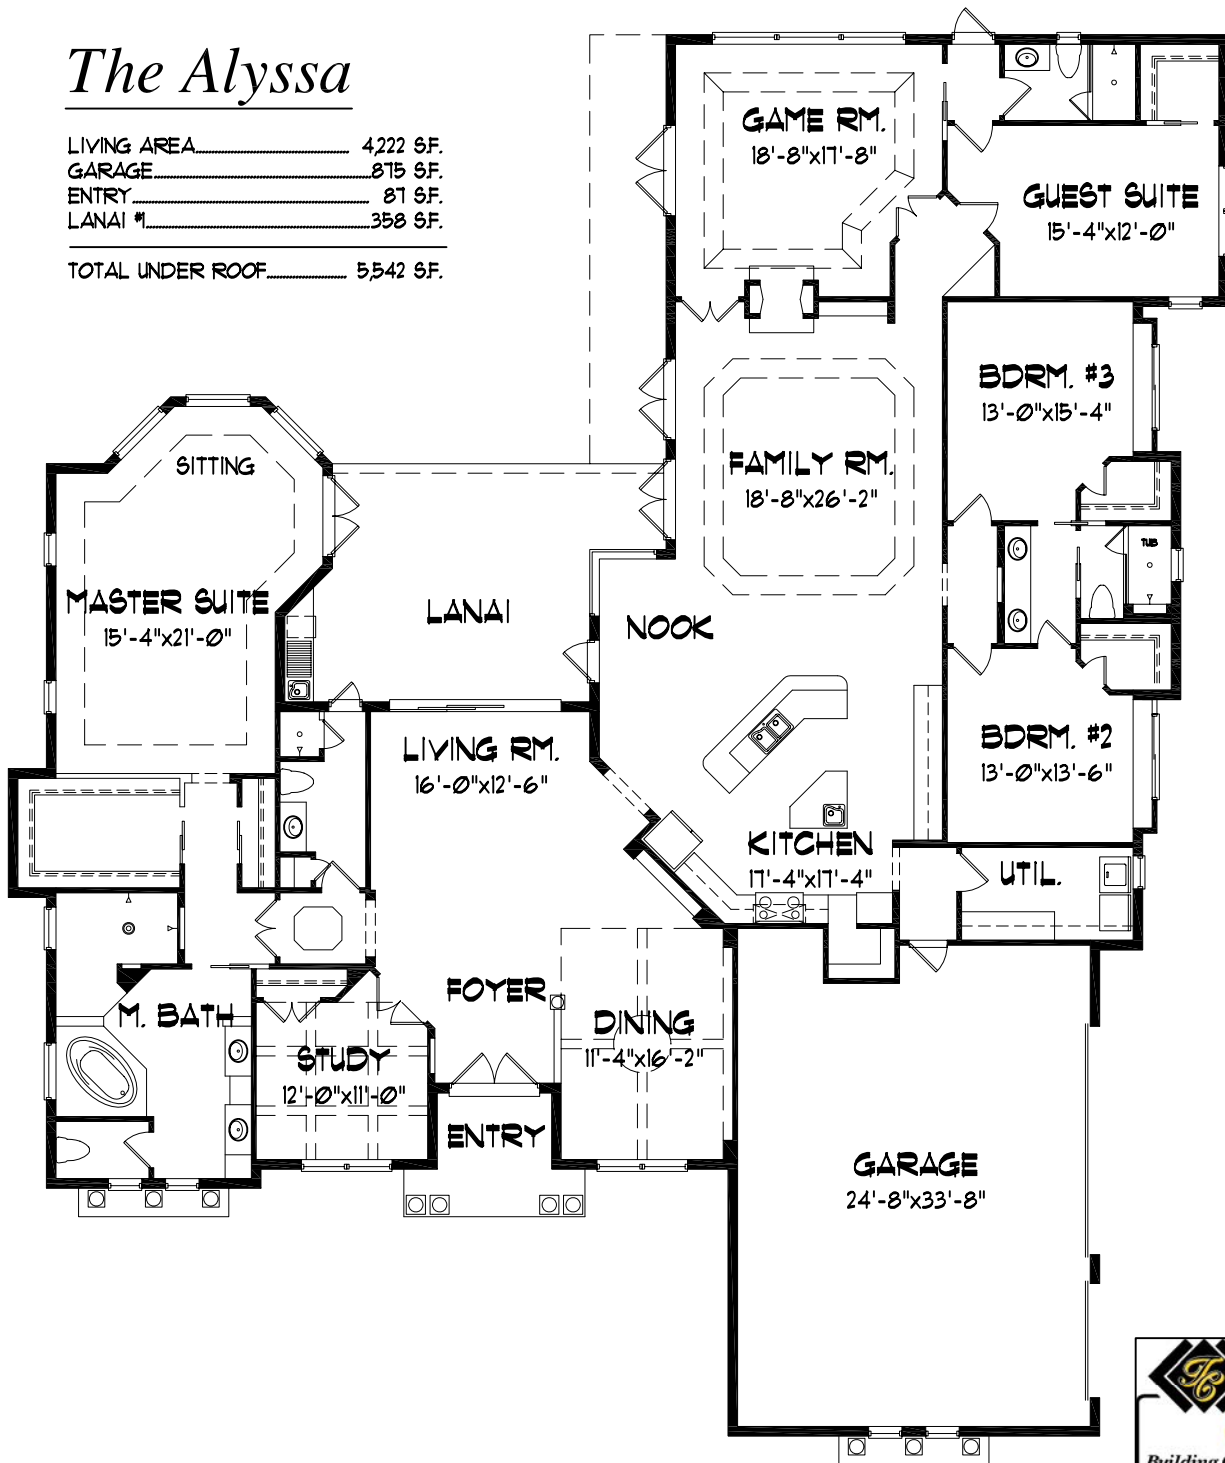 The Alyssa
LIVING AREA 4,222 S.F.
GARAGE 875 S.F.
ENTRY 87 S.F.
LANAI #1 358 S.F.
TOTAL UNDER ROOF 5,542 S.F.
GAME RM.
18'-8"x17'-8"
GUEST SUITE
15'-4"x12'-0"
BDRM. #3
13'-0"x15'-4"
FAMILY RM.
18'-8"x26'-2"
SITTING
MASTER SUITE
15'-4"x21'-0"
LANAI
NOOK
TUB
LIVING RM.
16'-0"x12'-6"
BDRM. #2
13'-0"x13'-6"
KITCHEN
17'-4"x17'-4"
UTIL.
FOYER
M. BATH
DINING
11'-4"x16'-2"
STUDY
12'-0"x11'-0"
ENTRY
GARAGE
24'-8"x33'-8"
Building